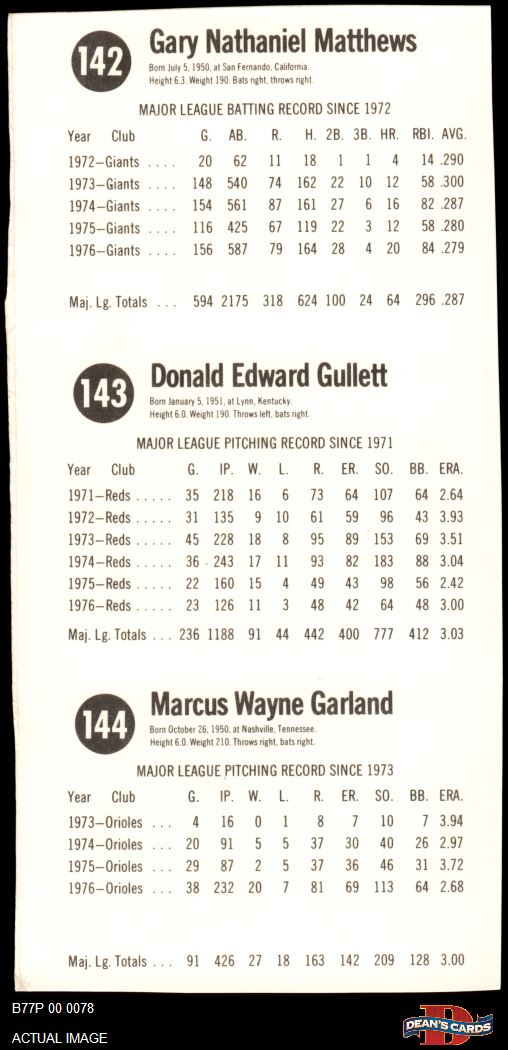 142
Gary Nathaniel Matthews
Born July 5, 1950, at San Fernando, California.
Height 6.3. Weight 190. Bats right, throws right.
MAJOR LEAGUE BATTING RECORD SINCE 1972
Year Club G. AB. R. H. 2B. 3B. HR. RBI. AVG.
1972—Giants .... 20 62 11 18 1 1 4 14 .290
1973—Giants .... 148 540 74 162 22 10 12 58 .300
1974—Giants .... 154 561 87 161 27 6 16 82 .287
1975—Giants .... 116 425 67 119 22 3 12 58 .280
1976—Giants .... 156 587 79 164 28 4 20 84 .279
Maj. Lg. Totals ... 594 2175 318 624 100 24 64 296 .287
143
Donald Edward Gullett
Born January 5, 1951, at Lynn, Kentucky.
Height 6.0. Weight 190. Throws left, bats right.
MAJOR LEAGUE PITCHING RECORD SINCE 1971
Year Club G. IP. W. L. R. ER. SO. BB. ERA.
1971—Reds ..... 35 218 16 6 73 64 107 64 2.64
1972—Reds ..... 31 135 9 10 61 59 96 43 3.93
1973—Reds ..... 45 228 18 8 95 89 153 69 3.51
1974—Reds ..... 36 243 17 11 93 82 183 88 3.04
1975—Reds ..... 22 160 15 4 49 43 98 56 2.42
1976—Reds ..... 23 126 11 3 48 42 64 48 3.00
Maj. Lg. Totals ... 236 1188 91 44 442 400 777 412 3.03
144
Marcus Wayne Garland
Born October 26, 1950, at Nashville, Tennessee.
Height 6.0. Weight 210. Throws right, bats right.
MAJOR LEAGUE PITCHING RECORD SINCE 1973
Year Club G. IP. W. L. R. ER. SO. BB. ERA.
1973—Orioles ... 4 16 0 1 8 7 10 7 3.94
1974—Orioles ... 20 91 5 5 37 30 40 26 2.97
1975—Orioles ... 29 87 2 5 37 36 46 31 3.72
1976—Orioles ... 38 232 20 7 81 69 113 64 2.68
Maj. Lg. Totals ... 91 426 27 18 163 142 209 128 3.00
B77P 00 0078
ACTUAL IMAGE
D
DEAN'S CARDS